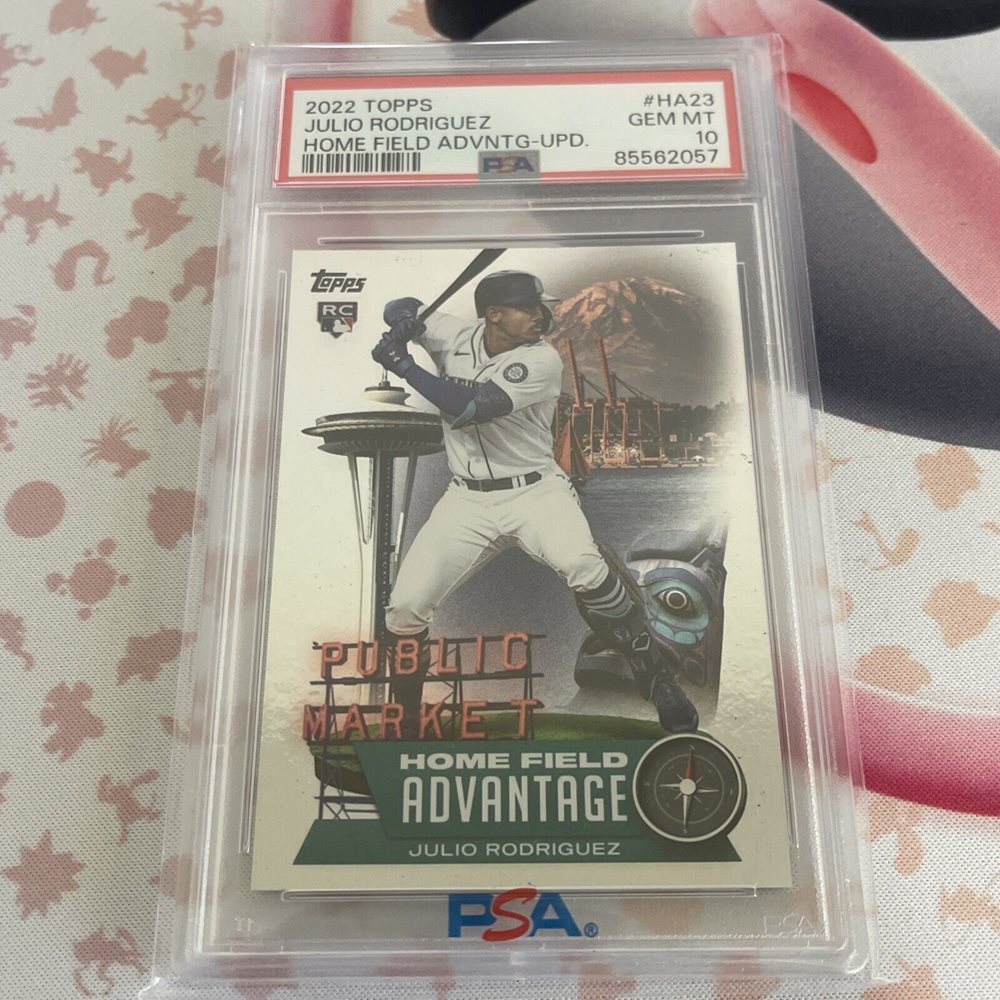 2022 TOPPS #HA23
JULIO RODRIGUEZ GEM MT
HOME FIELD ADVNTG-UPD. 10
PSA 85562057
Topps
RC
PUBLIC
MARKET
HOME FIELD
ADVANTAGE
JULIO RODRIGUEZ
PSA®
PSA